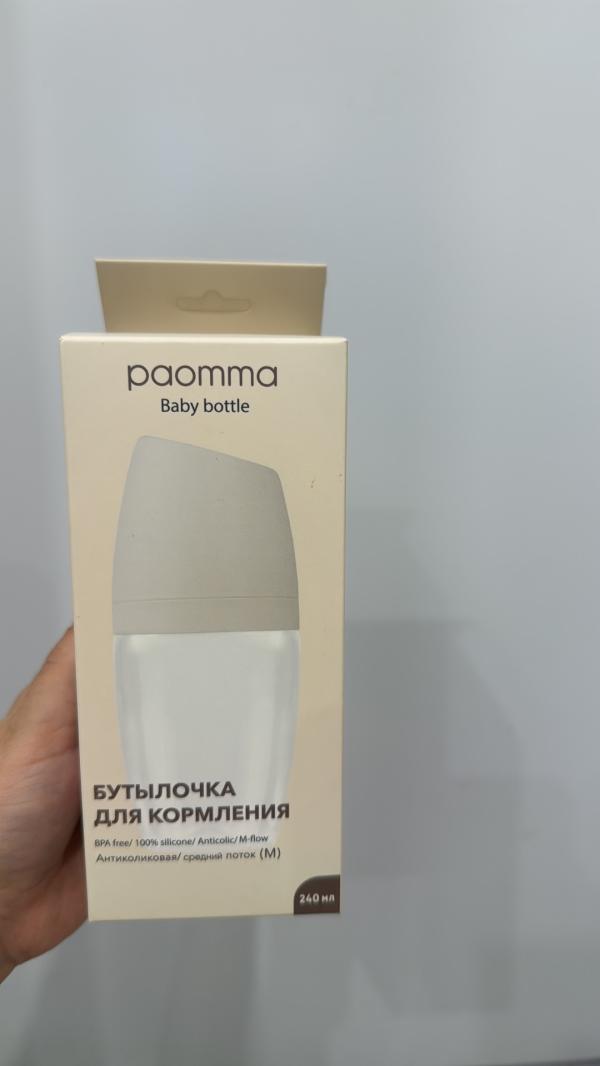 paomma
Baby bottle
БУТЫЛОЧКА
ДЛЯ КОРМЛЕНИЯ
BPA free/ 100% silicone/ Anticolic/ M-flow
Антиколиковая/ средний поток (M)
240 мл